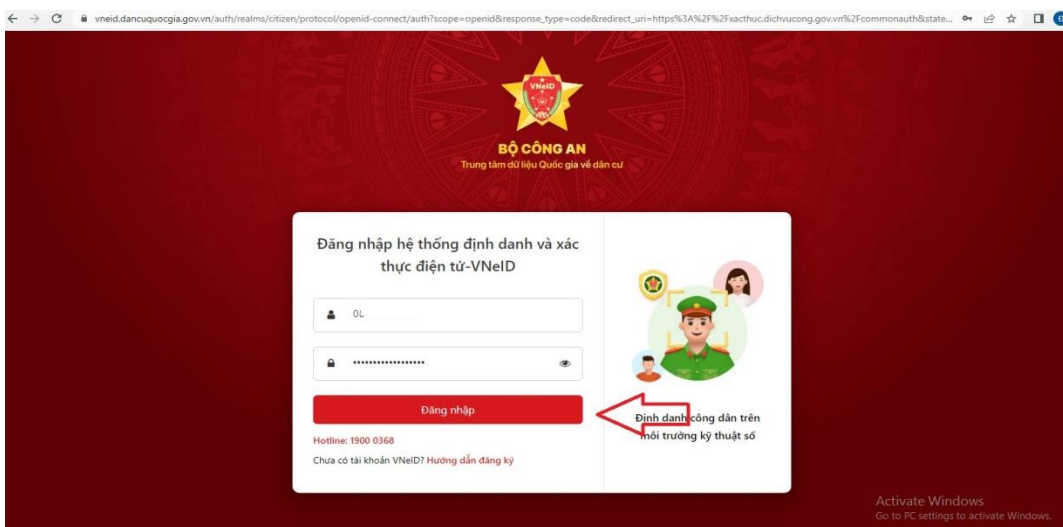 vneid.dancuquocgia.gov.vn/auth/realms/citizen/protocol/openid-connect/auth?scope=openid&response_type=code&redirect_uri=https%3A%2F%2Fxacthuc.dichvucong.gov.vn%2Fcommonauth&state...
VNeID
BỘ CÔNG AN
Trung tâm dữ liệu Quốc gia về dân cư
Đăng nhập hệ thống định danh và xác
thực điện tử-VNeID
0L
••••••••••••••••••
Đăng nhập
Hotline: 1900 0368
Chưa có tài khoản VNeID? Hướng dẫn đăng ký
Định danh công dân trên
môi trường kỹ thuật số
Activate Windows
Go to PC settings to activate Windows.